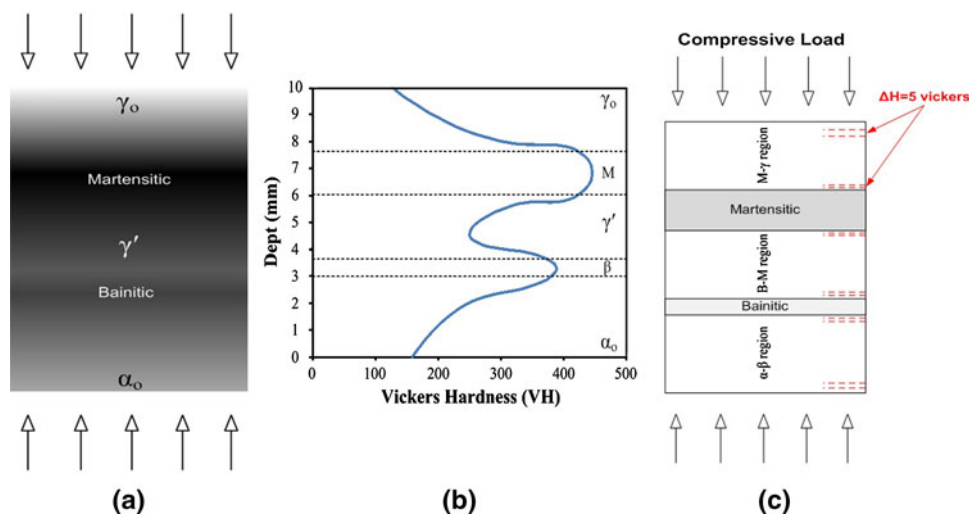 γo
Martensitic
γ'
Bainitic
αo
(a)
Dept (mm)
10
9
8
7
6
5
4
3
2
1
0
γo
M
γ'
β
αo
0
100
200
300
400
500
Vickers Hardness (VH)
(b)
Compressive Load
ΔH=5 vickers
M-γ region
Martensitic
B-M region
Bainitic
α-β region
(c)